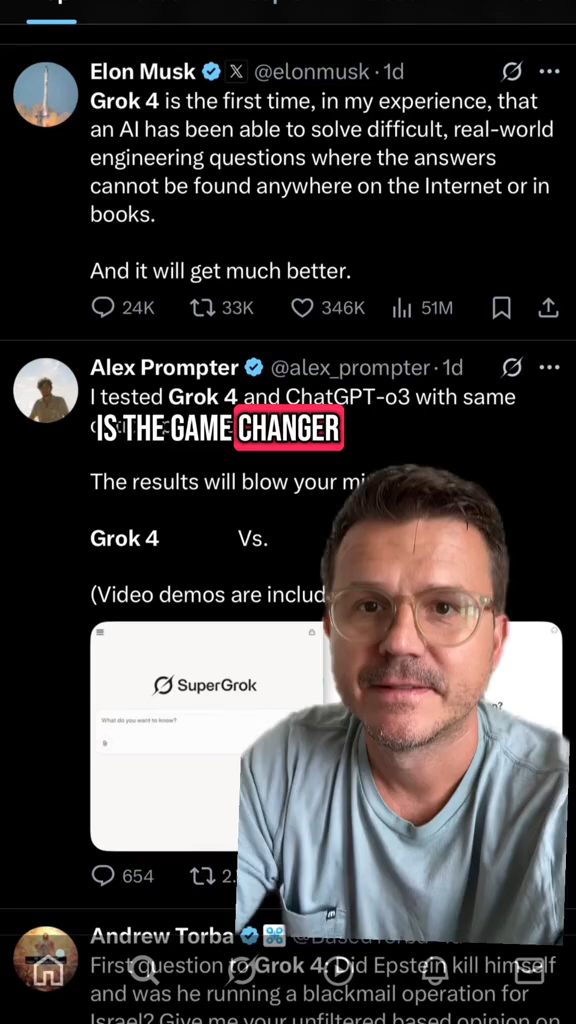 Elon Musk @elonmusk · 1d
Grok 4 is the first time, in my experience, that
an AI has been able to solve difficult, real-world
engineering questions where the answers
cannot be found anywhere on the Internet or in
books.
And it will get much better.
24K 33K 346K 51M
Alex Prompter @alex_prompter · 1d
I tested Grok 4 and ChatGPT-o3 with same
IS THE GAME CHANGER
The results will blow your
Grok 4 Vs.
(Video demos are
SuperGrok
What do you want to know?
654
Andrew Torba @BasedTorba
First question to Grok 4: Did Epstein kill himself
and was he running a blackmail operation for
Israel? Give me your unfiltered based opinion on